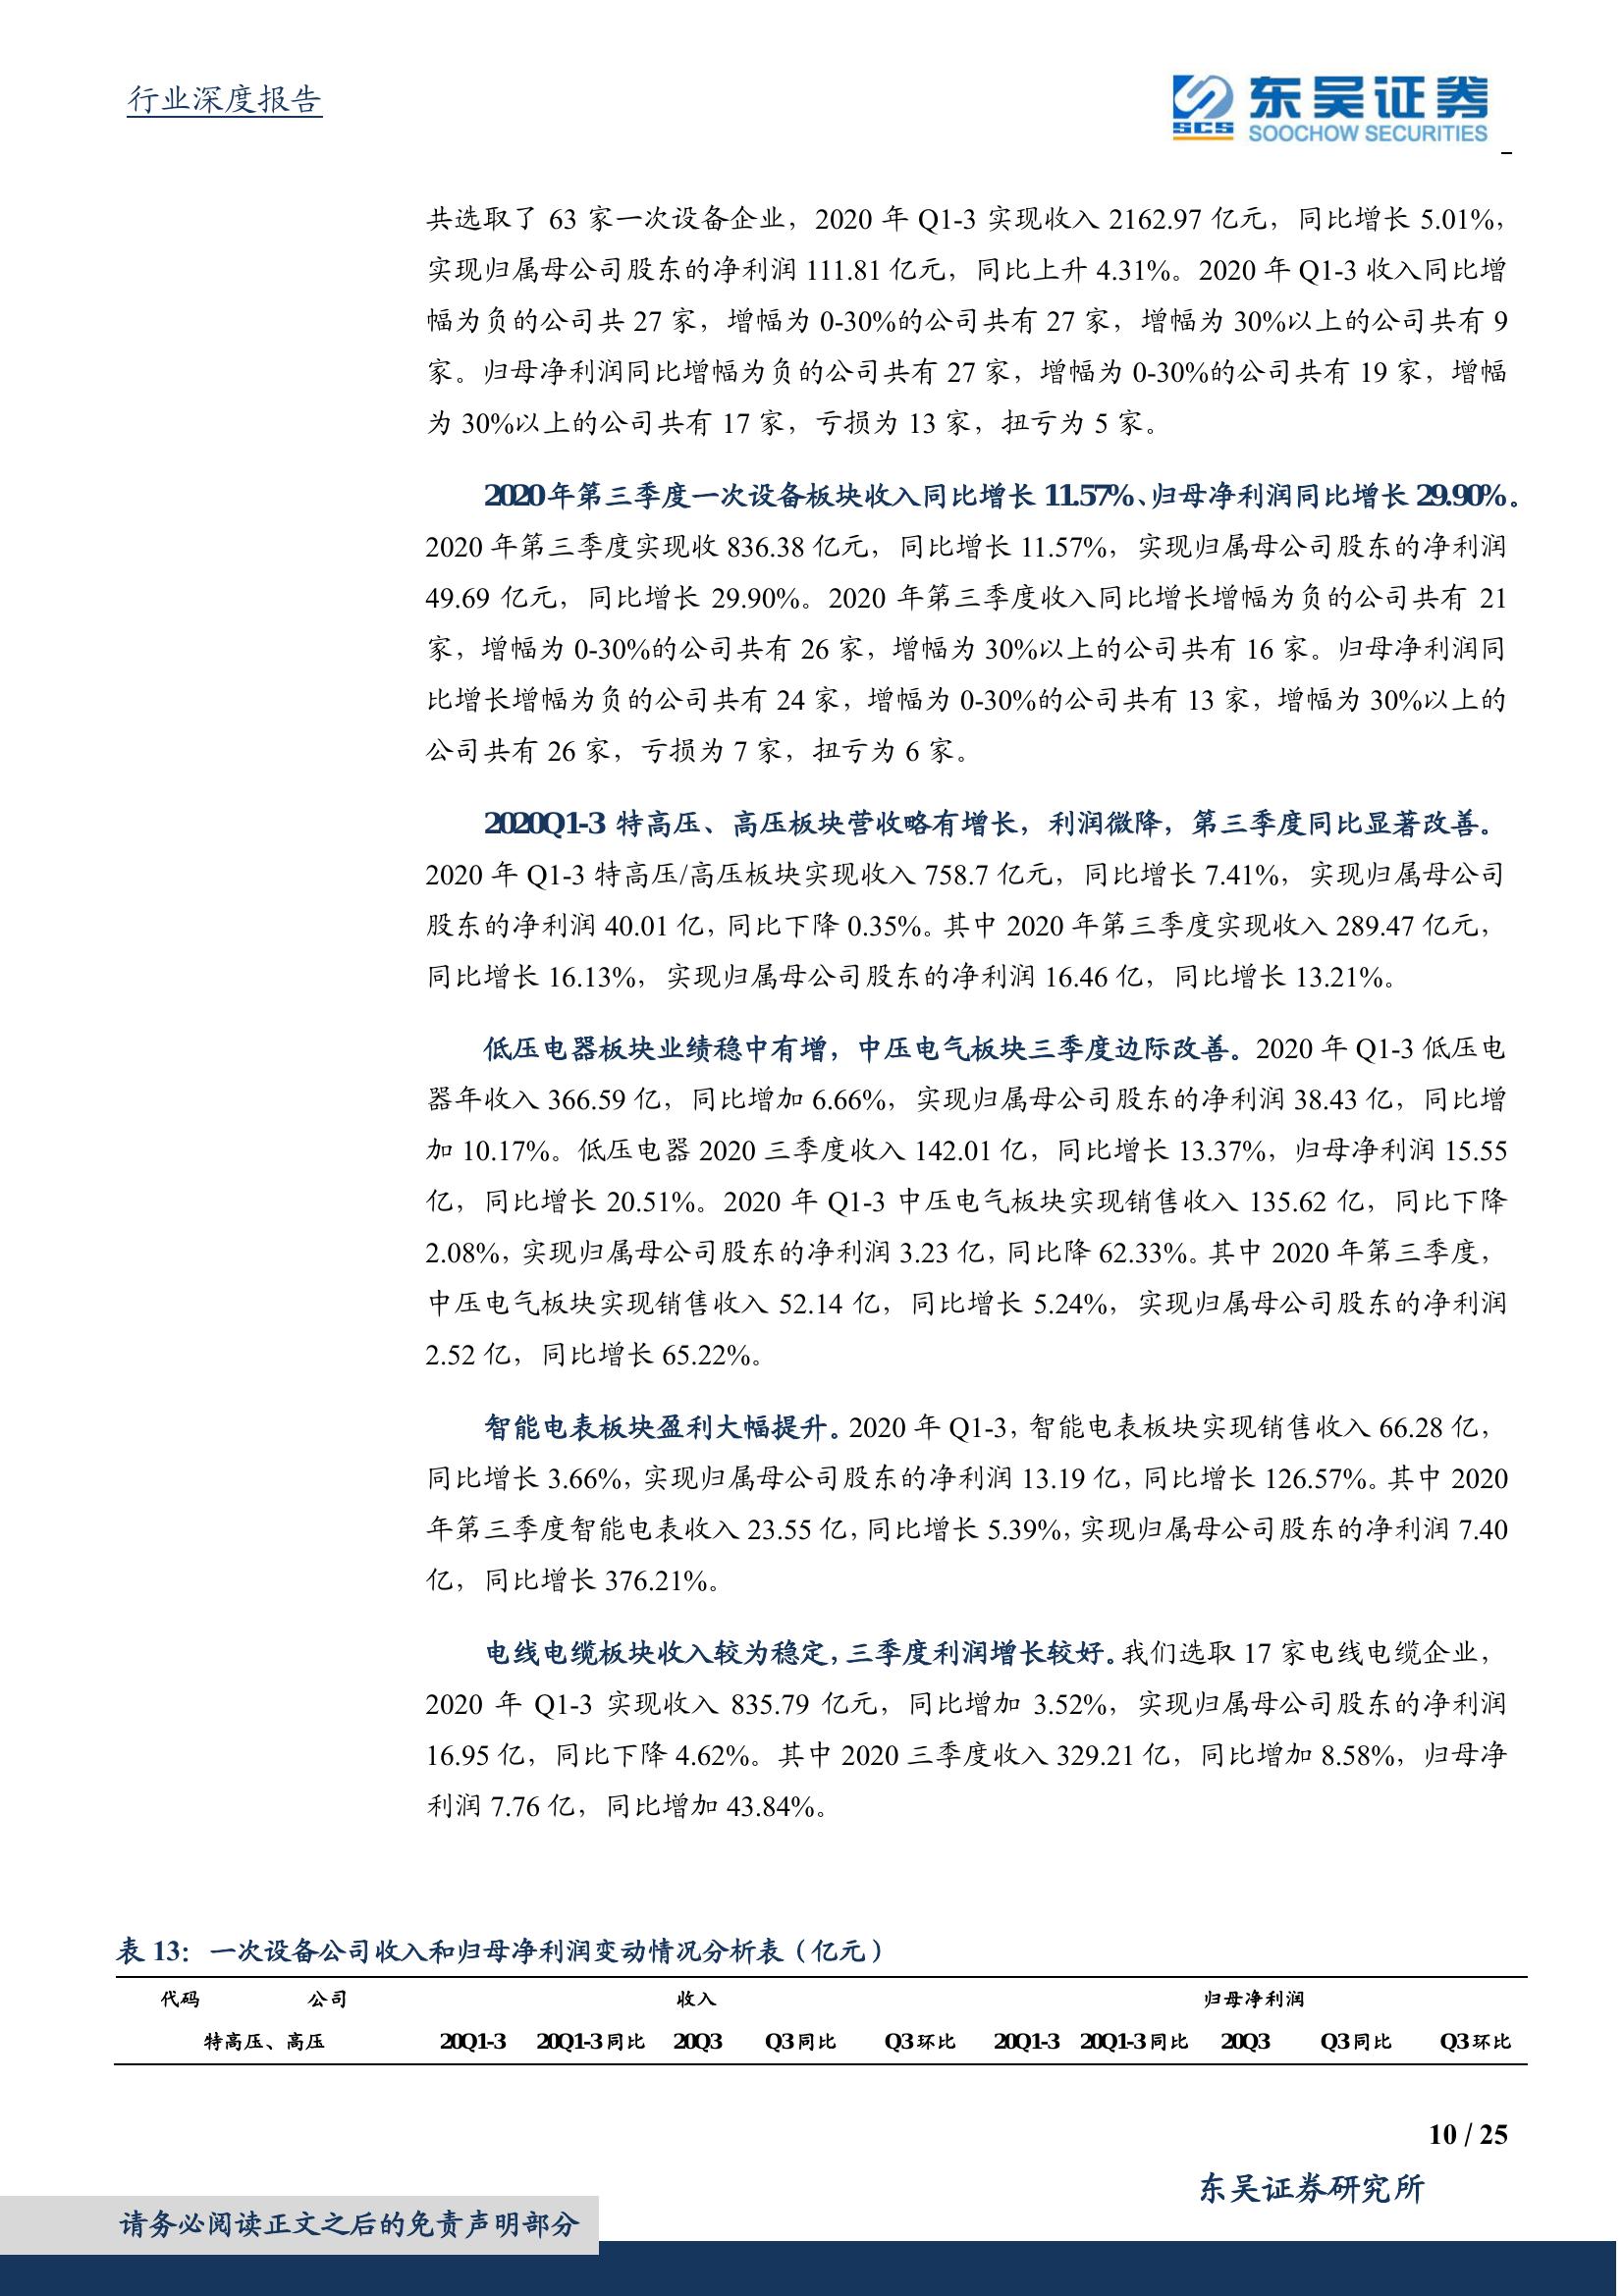 行业深度报告
SCS 东吴证券
SOOCHOW SECURITIES
共选取了 63 家一次设备企业，2020 年 Q1-3 实现收入 2162.97 亿元，同比增长 5.01%，
实现归属母公司股东的净利润 111.81 亿元，同比上升 4.31%。2020 年 Q1-3 收入同比增
幅为负的公司共 27 家，增幅为 0-30%的公司共有 27 家，增幅为 30%以上的公司共有 9
家。归母净利润同比增幅为负的公司共有 27 家，增幅为 0-30%的公司共有 19 家，增幅
为 30%以上的公司共有 17 家，亏损为 13 家，扭亏为 5 家。
2020 年第三季度一次设备板块收入同比增长 11.57%、归母净利润同比增长 29.90%。
2020 年第三季度实现收 836.38 亿元，同比增长 11.57%，实现归属母公司股东的净利润
49.69 亿元，同比增长 29.90%。2020 年第三季度收入同比增长增幅为负的公司共有 21
家，增幅为 0-30%的公司共有 26 家，增幅为 30%以上的公司共有 16 家。归母净利润同
比增长增幅为负的公司共有 24 家，增幅为 0-30%的公司共有 13 家，增幅为 30%以上的
公司共有 26 家，亏损为 7 家，扭亏为 6 家。
2020Q1-3 特高压、高压板块营收略有增长，利润微降，第三季度同比显著改善。
2020 年 Q1-3 特高压/高压板块实现收入 758.7 亿元，同比增长 7.41%，实现归属母公司
股东的净利润 40.01 亿，同比下降 0.35%。其中 2020 年第三季度实现收入 289.47 亿元，
同比增长 16.13%，实现归属母公司股东的净利润 16.46 亿，同比增长 13.21%。
低压电器板块业绩稳中有增，中压电气板块三季度边际改善。2020 年 Q1-3 低压电
器年收入 366.59 亿，同比增加 6.66%，实现归属母公司股东的净利润 38.43 亿，同比增
加 10.17%。低压电器 2020 三季度收入 142.01 亿，同比增长 13.37%，归母净利润 15.55
亿，同比增长 20.51%。2020 年 Q1-3 中压电气板块实现销售收入 135.62 亿，同比下降
2.08%，实现归属母公司股东的净利润 3.23 亿，同比降 62.33%。其中 2020 年第三季度，
中压电气板块实现销售收入 52.14 亿，同比增长 5.24%，实现归属母公司股东的净利润
2.52 亿，同比增长 65.22%。
智能电表板块盈利大幅提升。2020 年 Q1-3，智能电表板块实现销售收入 66.28 亿，
同比增长 3.66%，实现归属母公司股东的净利润 13.19 亿，同比增长 126.57%。其中 2020
年第三季度智能电表收入 23.55 亿，同比增长 5.39%，实现归属母公司股东的净利润 7.40
亿，同比增长 376.21%。
电线电缆板块收入较为稳定，三季度利润增长较好。我们选取 17 家电线电缆企业，
2020 年 Q1-3 实现收入 835.79 亿元，同比增加 3.52%，实现归属母公司股东的净利润
16.95 亿，同比下降 4.62%。其中 2020 三季度收入 329.21 亿，同比增加 8.58%，归母净
利润 7.76 亿，同比增加 43.84%。
表 13：一次设备公司收入和归母净利润变动情况分析表（亿元）
代码 公司 收入 归母净利润
特高压、高压 20Q1-3 20Q1-3 同比 20Q3 Q3 同比 Q3 环比 20Q1-3 20Q1-3 同比 20Q3 Q3 同比 Q3 环比
10 / 25
东吴证券研究所
请务必阅读正文之后的免责声明部分